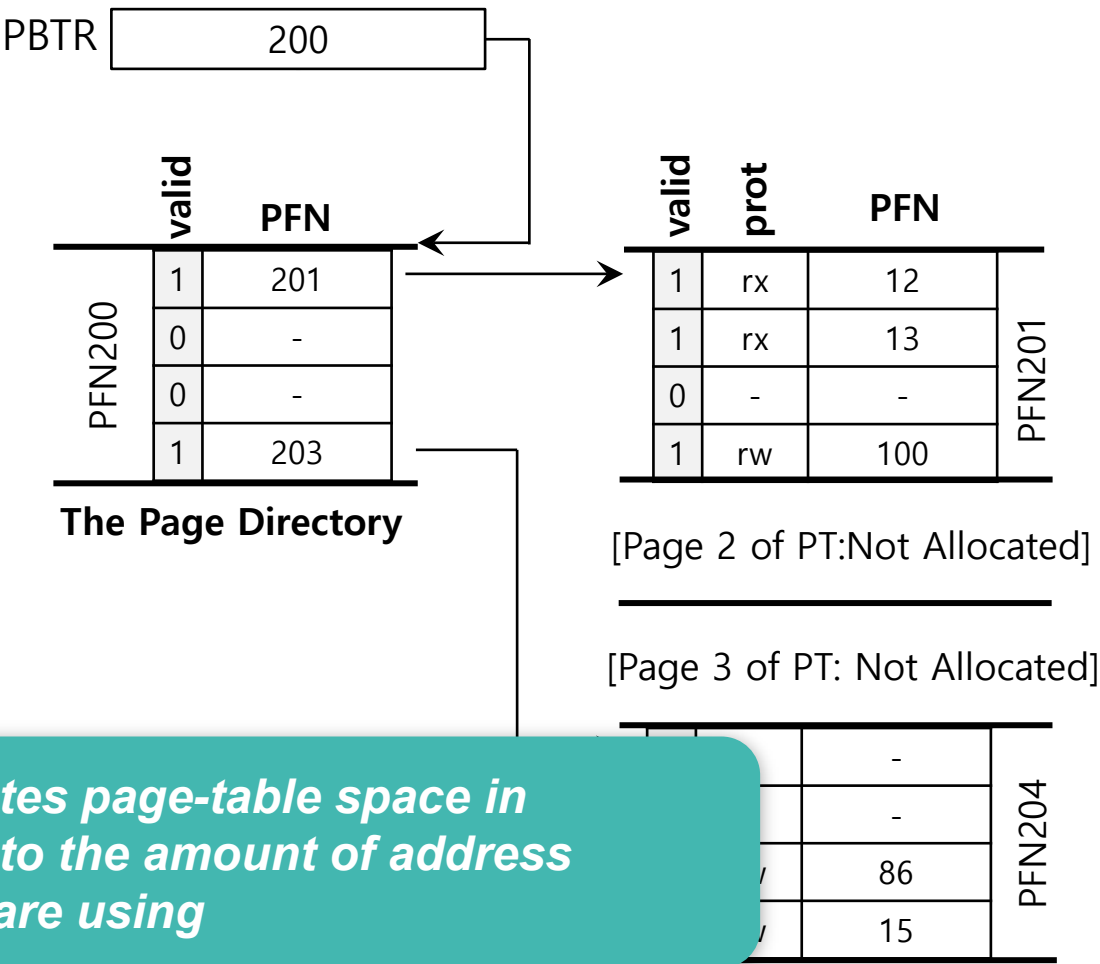 PBTR 200
valid PFN
PFN200
1 201
0 -
0 -
1 203
The Page Directory
valid prot PFN
1 rx 12
1 rx 13
0 - -
1 rw 100
PFN201
[Page 2 of PT:Not Allocated]
[Page 3 of PT: Not Allocated]
-
-
86
15
PFN204
page-table space in
to the amount of address
are using